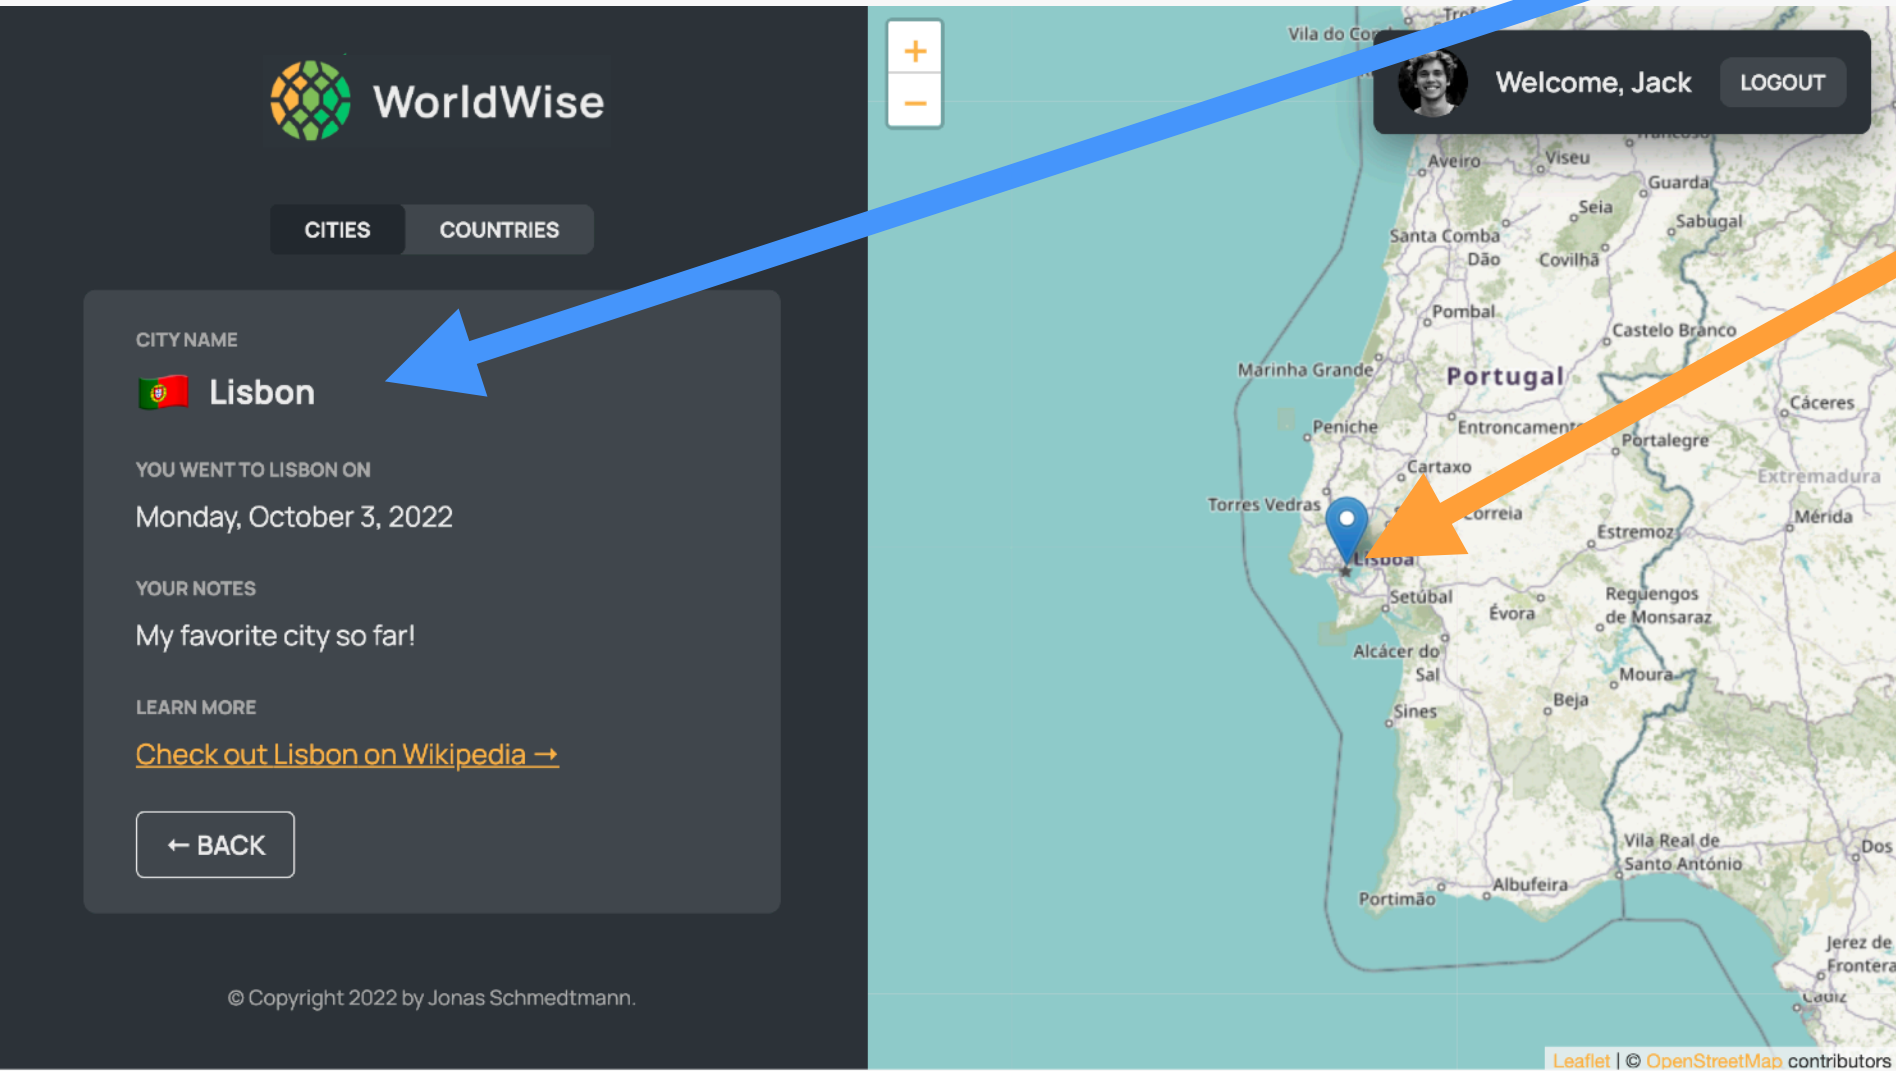 WorldWise
CITIES
COUNTRIES
CITY NAME
Lisbon
YOU WENT TO LISBON ON
Monday, October 3, 2022
YOUR NOTES
My favorite city so far!
LEARN MORE
Check out Lisbon on Wikipedia →
← BACK
© Copyright 2022 by Jonas Schmedtmann.
+
−
Welcome, Jack
LOGOUT
Vila do
Aveiro
Viseu
Guarda
Seia
Sabugal
Santa Comba
Dão
Covilhã
Pombal
Castelo Branco
Marinha Grande
Portugal
Cáceres
Peniche
Portalegre
Cartaxo
Extremadura
Torres Vedras
Mérida
Estremoz
Lisboa
Setúbal
Évora
Reguengos
de Monsaraz
Alcácer do
Sal
Moura
Beja
Sines
Vila Real de
Santo António
Dos
Albufeira
Portimão
Jerez de
Frontera
Cádiz
Leaflet | © OpenStreetMap contributors